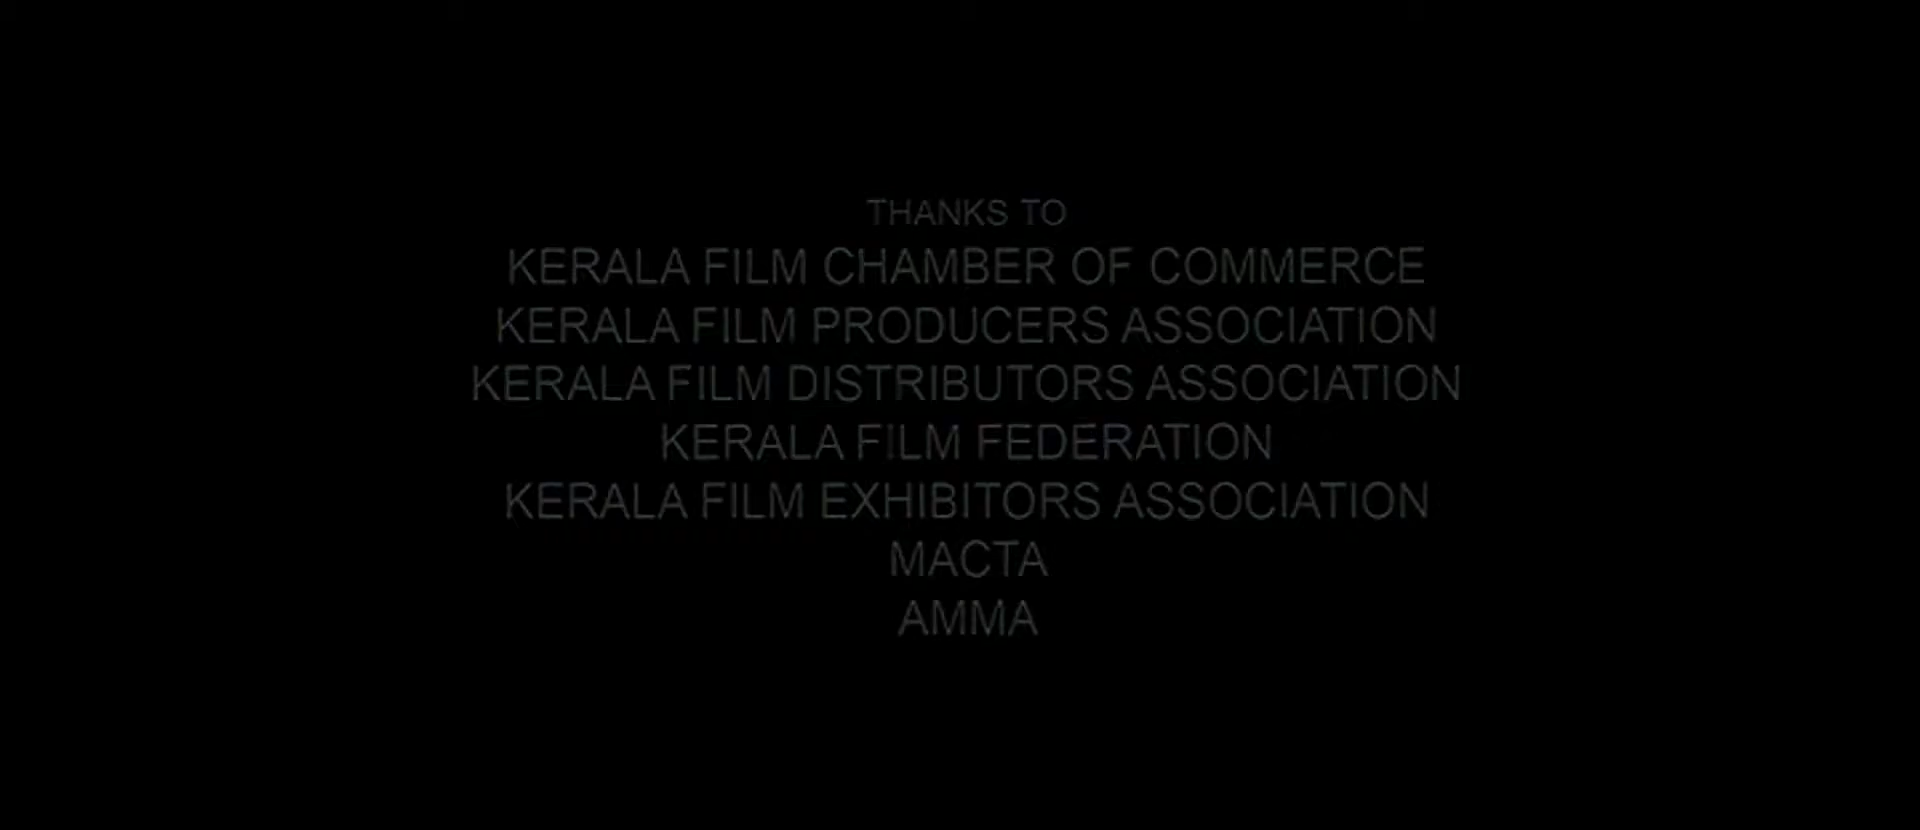 THANKS TO
KERALA FILM CHAMBER OF COMMERCE
KERALA FILM PRODUCERS ASSOCIATION
KERALA FILM DISTRIBUTORS ASSOCIATION
KERALA FILM FEDERATION
KERALA FILM EXHIBITORS ASSOCIATION
MACTA
AMMA